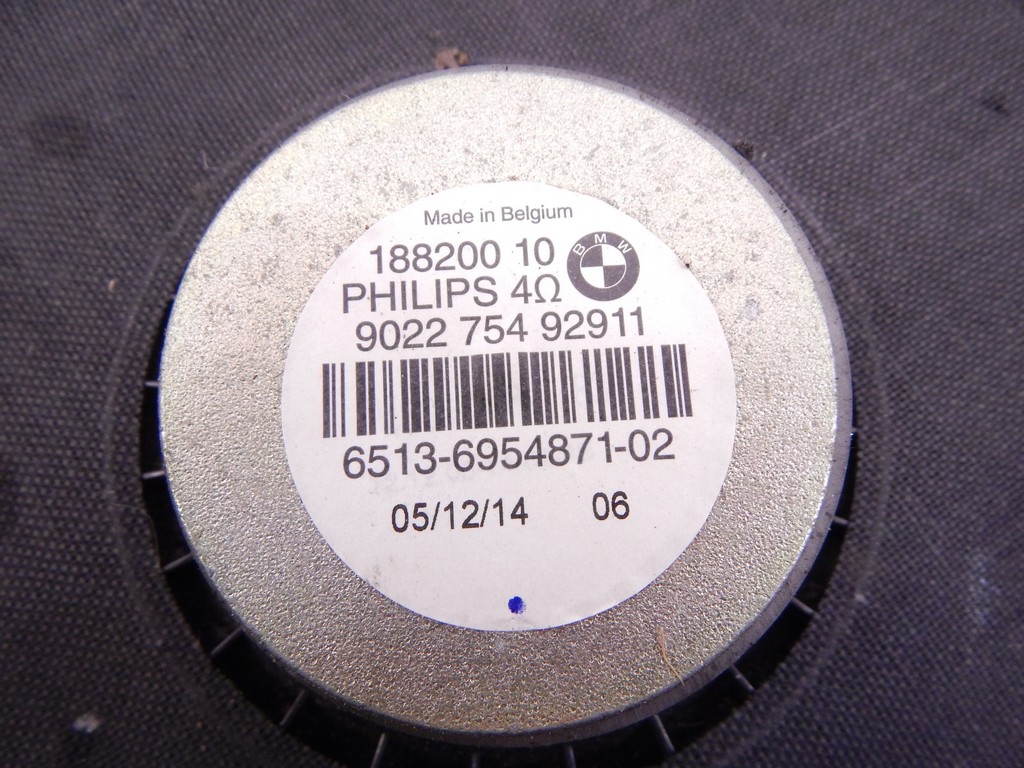 Made in Belgium
188200 10
BMW
PHILIPS 4Ω
9022 754 92911
6513-6954871-02
05/12/14 06